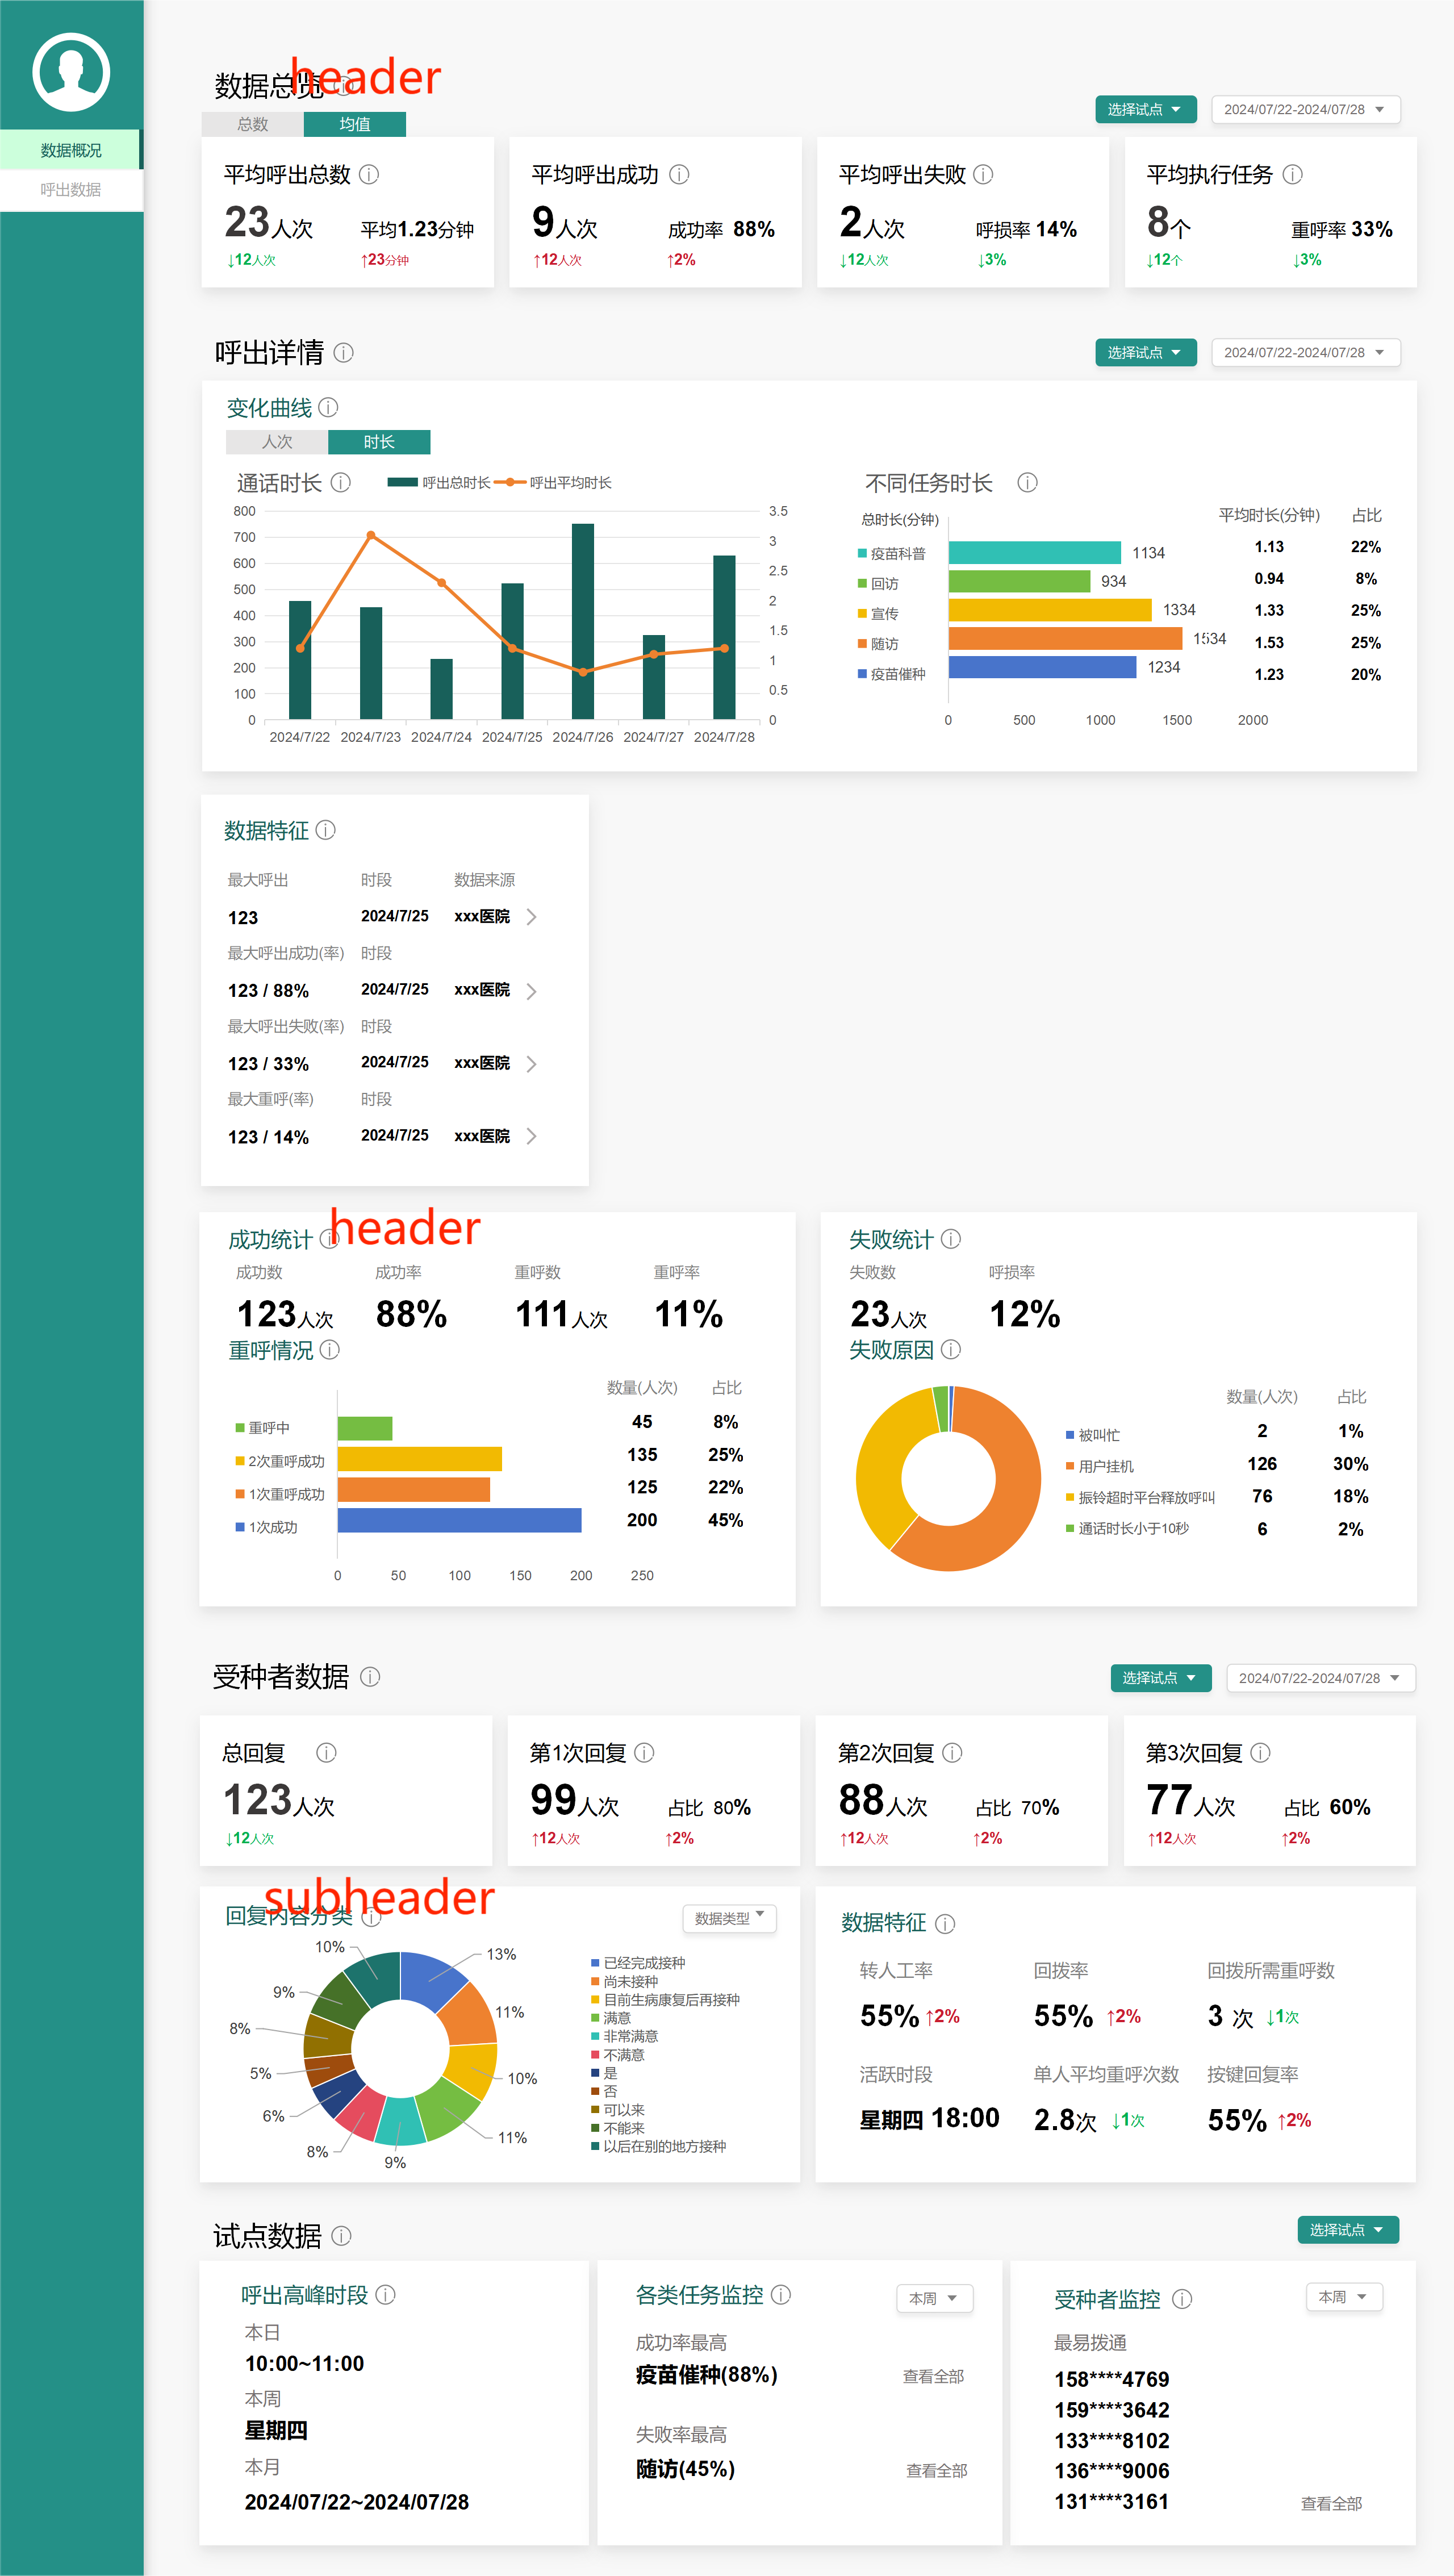 数据概况
呼出数据
数据总览 ⓘ
header
总数 均值
选择试点 2024/07/22-2024/07/28
平均呼出总数 ⓘ
23人次 平均1.23分钟
↓12人次 ↑23分钟
平均呼出成功 ⓘ
9人次 成功率 88%
↑12人次 ↑2%
平均呼出失败 ⓘ
2人次 呼损率 14%
↓12人次 ↓3%
平均执行任务 ⓘ
8个 重呼率 33%
↓12个 ↓3%
呼出详情 ⓘ
选择试点 2024/07/22-2024/07/28
变化曲线 ⓘ
人次 时长
通话时长 ⓘ 呼出总时长 呼出平均时长
800 3.5
700 3
600 2.5
500 2
400 1.5
300 1
200 0.5
100 0
0
2024/7/22 2024/7/23 2024/7/24 2024/7/25 2024/7/26 2024/7/27 2024/7/28
不同任务时长 ⓘ
总时长(分钟) 平均时长(分钟) 占比
疫苗科普 1134 1.13 22%
回访 934 0.94 8%
宣传 1334 1.33 25%
随访 1534 1.53 25%
疫苗催种 1234 1.23 20%
0 500 1000 1500 2000
数据特征 ⓘ
最大呼出 时段 数据来源
123 2024/7/25 xxx医院
最大呼出成功(率) 时段
123 / 88% 2024/7/25 xxx医院
最大呼出失败(率) 时段
123 / 33% 2024/7/25 xxx医院
最大重呼(率) 时段
123 / 14% 2024/7/25 xxx医院
成功统计 ⓘ
header
成功数 成功率 重呼数 重呼率
123人次 88% 111人次 11%
重呼情况 ⓘ
数量(人次) 占比
重呼中 45 8%
2次重呼成功 135 25%
1次重呼成功 125 22%
1次成功 200 45%
0 50 100 150 200 250
失败统计 ⓘ
失败数 呼损率
23人次 12%
失败原因 ⓘ
数量(人次) 占比
被叫忙 2 1%
用户挂机 126 30%
振铃超时平台释放呼叫 76 18%
通话时长小于10秒 6 2%
受种者数据 ⓘ
选择试点 2024/07/22-2024/07/28
总回复 ⓘ
123人次
↓12人次
第1次回复 ⓘ
99人次 占比 80%
↑12人次 ↑2%
第2次回复 ⓘ
88人次 占比 70%
↑12人次 ↑2%
第3次回复 ⓘ
77人次 占比 60%
↑12人次 ↑2%
回复内容分类 ⓘ
subheader
数据类型
10% 13%
9% 11%
8%
5% 10%
6%
8% 11%
9%
已经完成接种
尚未接种
目前生病康复后再接种
满意
非常满意
不满意
是
否
可以来
不能来
以后在别的地方接种
数据特征 ⓘ
转人工率 回拨率 回拨所需重呼数
55% ↑2% 55% ↑2% 3 次 ↓1次
活跃时段 单人平均重呼次数 按键回复率
星期四 18:00 2.8次 ↓1次 55% ↑2%
试点数据 ⓘ
选择试点
呼出高峰时段 ⓘ
本日
10:00~11:00
本周
星期四
本月
2024/07/22~2024/07/28
各类任务监控 ⓘ 本周
成功率最高
疫苗催种(88%) 查看全部
失败率最高
随访(45%) 查看全部
受种者监控 ⓘ 本周
最易拨通
158****4769
159****3642
133****8102
136****9006
131****3161 查看全部